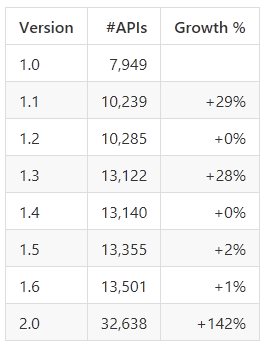 Version #APIs Growth %
1.0 7,949
1.1 10,239 +29%
1.2 10,285 +0%
1.3 13,122 +28%
1.4 13,140 +0%
1.5 13,355 +2%
1.6 13,501 +1%
2.0 32,638 +142%